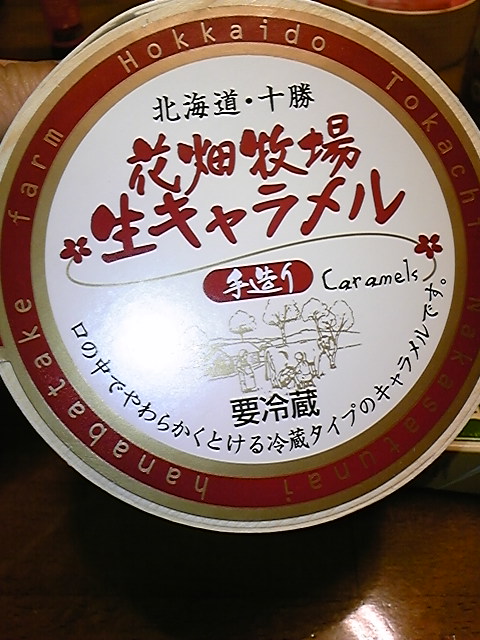 Hokkaido Tokachi Nakasatsunai
hanabatake farm
北海道・十勝
花畑牧場
生キャラメル
手造り Caramels
要冷蔵
口の中でやわらかくとける冷蔵タイプのキャラメルです。